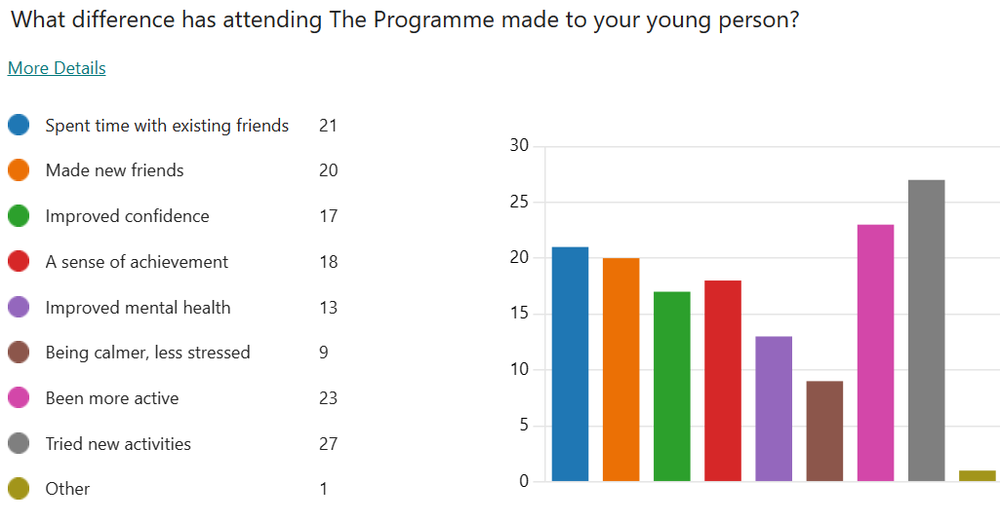 What difference has attending The Programme made to your young person?
More Details
Spent time with existing friends 21
Made new friends 20
Improved confidence 17
A sense of achievement 18
Improved mental health 13
Being calmer, less stressed 9
Been more active 23
Tried new activities 27
Other 1
30
25
20
15
10
5
0